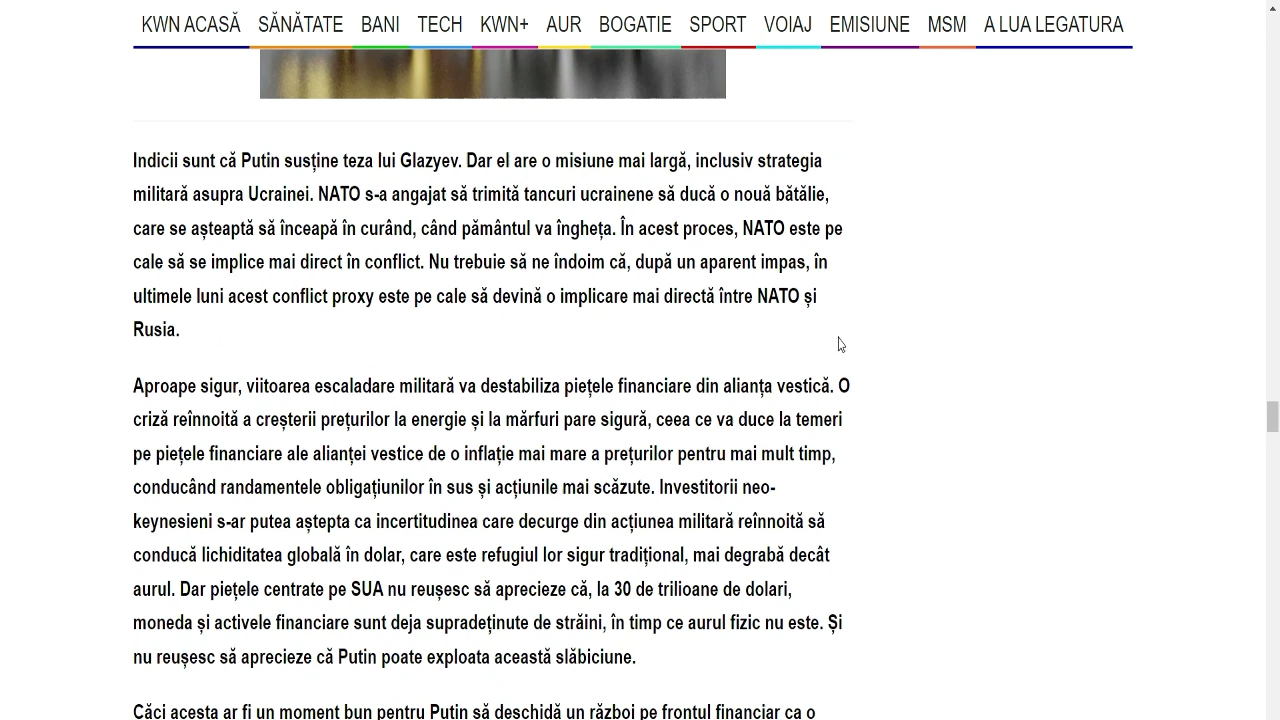 KWN ACASĂ SĂNĂTATE BANI TECH KWN+ AUR BOGATIE SPORT VOIAJ EMISIUNE MSM A LUA LEGATURA
Indicii sunt că Putin susține teza lui Glazyev. Dar el are o misiune mai largă, inclusiv strategia
militară asupra Ucrainei. NATO s-a angajat să trimită tancuri ucrainene să ducă o nouă bătălie,
care se așteaptă să înceapă în curând, când pământul va îngheța. În acest proces, NATO este pe
cale să se implice mai direct în conflict. Nu trebuie să ne îndoim că, după un aparent impas, în
ultimele luni acest conflict proxy este pe cale să devină o implicare mai directă între NATO și
Rusia.
Aproape sigur, viitoarea escaladare militară va destabiliza piețele financiare din alianța vestică. O
criză reînnoită a creșterii prețurilor la energie și la mărfuri pare sigură, ceea ce va duce la temeri
pe piețele financiare ale alianței vestice de o inflație mai mare a prețurilor pentru mai mult timp,
conducând randamentele obligațiunilor în sus și acțiunile mai scăzute. Investitorii neo-
keynesieni s-ar putea aștepta ca incertitudinea care decurge din acțiunea militară reînnoită să
conducă lichiditatea globală în dolar, care este refugiul lor sigur tradițional, mai degrabă decât
aurul. Dar piețele centrate pe SUA nu reușesc să aprecieze că, la 30 de trilioane de dolari,
moneda și activele financiare sunt deja supradeținute de străini, în timp ce aurul fizic nu este. Și
nu reușesc să aprecieze că Putin poate exploata această slăbiciune.
Căci acesta ar fi un moment bun pentru Putin să deschidă un război pe frontul financiar ca o